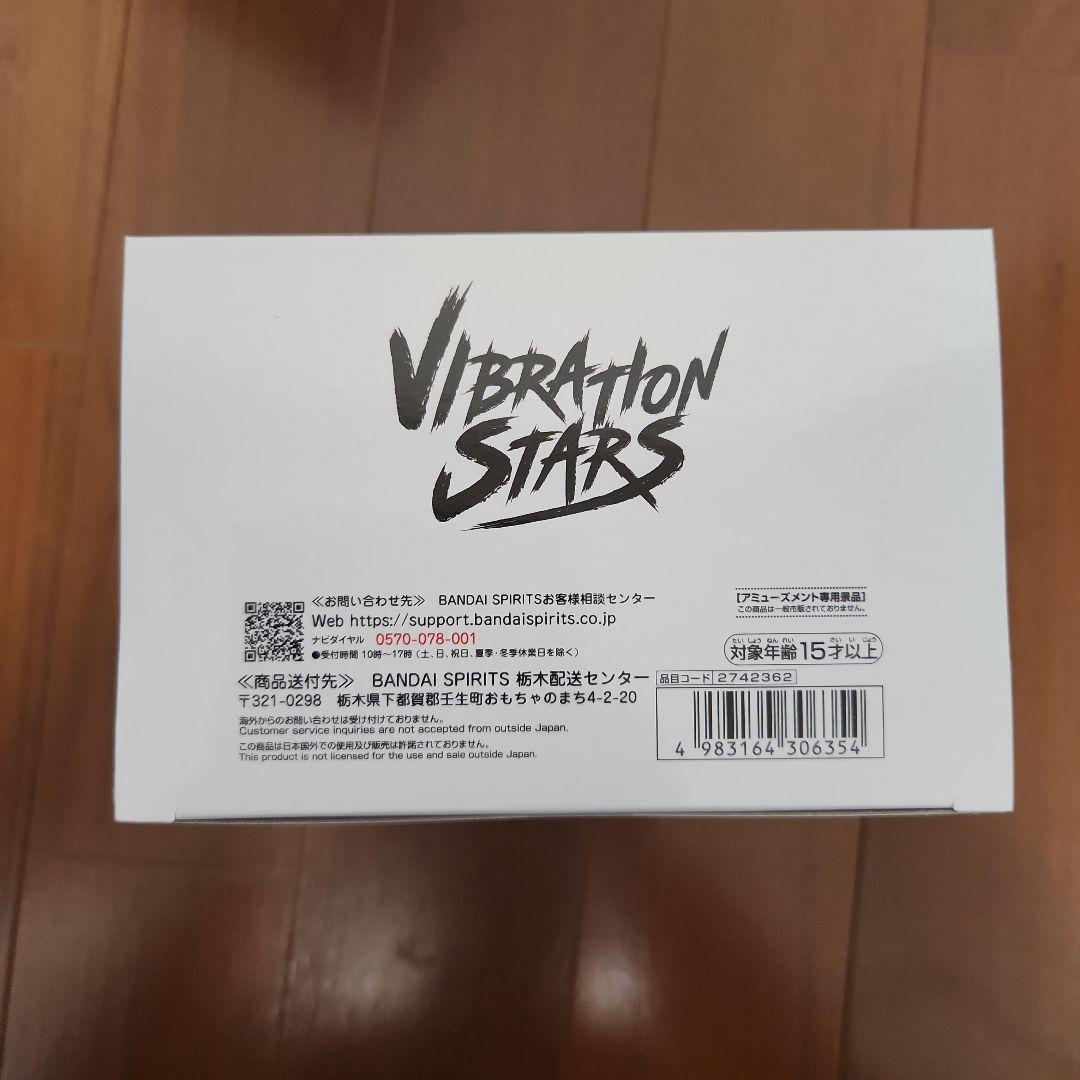 VIBRATION
STARS
≪お問い合わせ先≫ BANDAI SPIRITSお客様相談センター
Web https://support.bandaispirits.co.jp
ナビダイヤル 0570-078-001
●受付時間 10時〜17時（土、日、祝日、夏季・冬季休業日を除く）
≪商品送付先≫ BANDAI SPIRITS 栃木配送センター
〒321-0298 栃木県下都賀郡壬生町おもちゃのまち4-2-20
海外からのお問い合わせは受け付けておりません。
Customer service inquiries are not accepted from outside Japan.
この商品は日本国外での使用及び販売は許諾されておりません。
This product is not licensed for the use and sale outside Japan.
【アミューズメント専用景品】
この商品は一般市販されておりません。
たいしょう ねんれい さい いじょう
対象年齢15才以上
品目コード 2742362
4 983164 306354